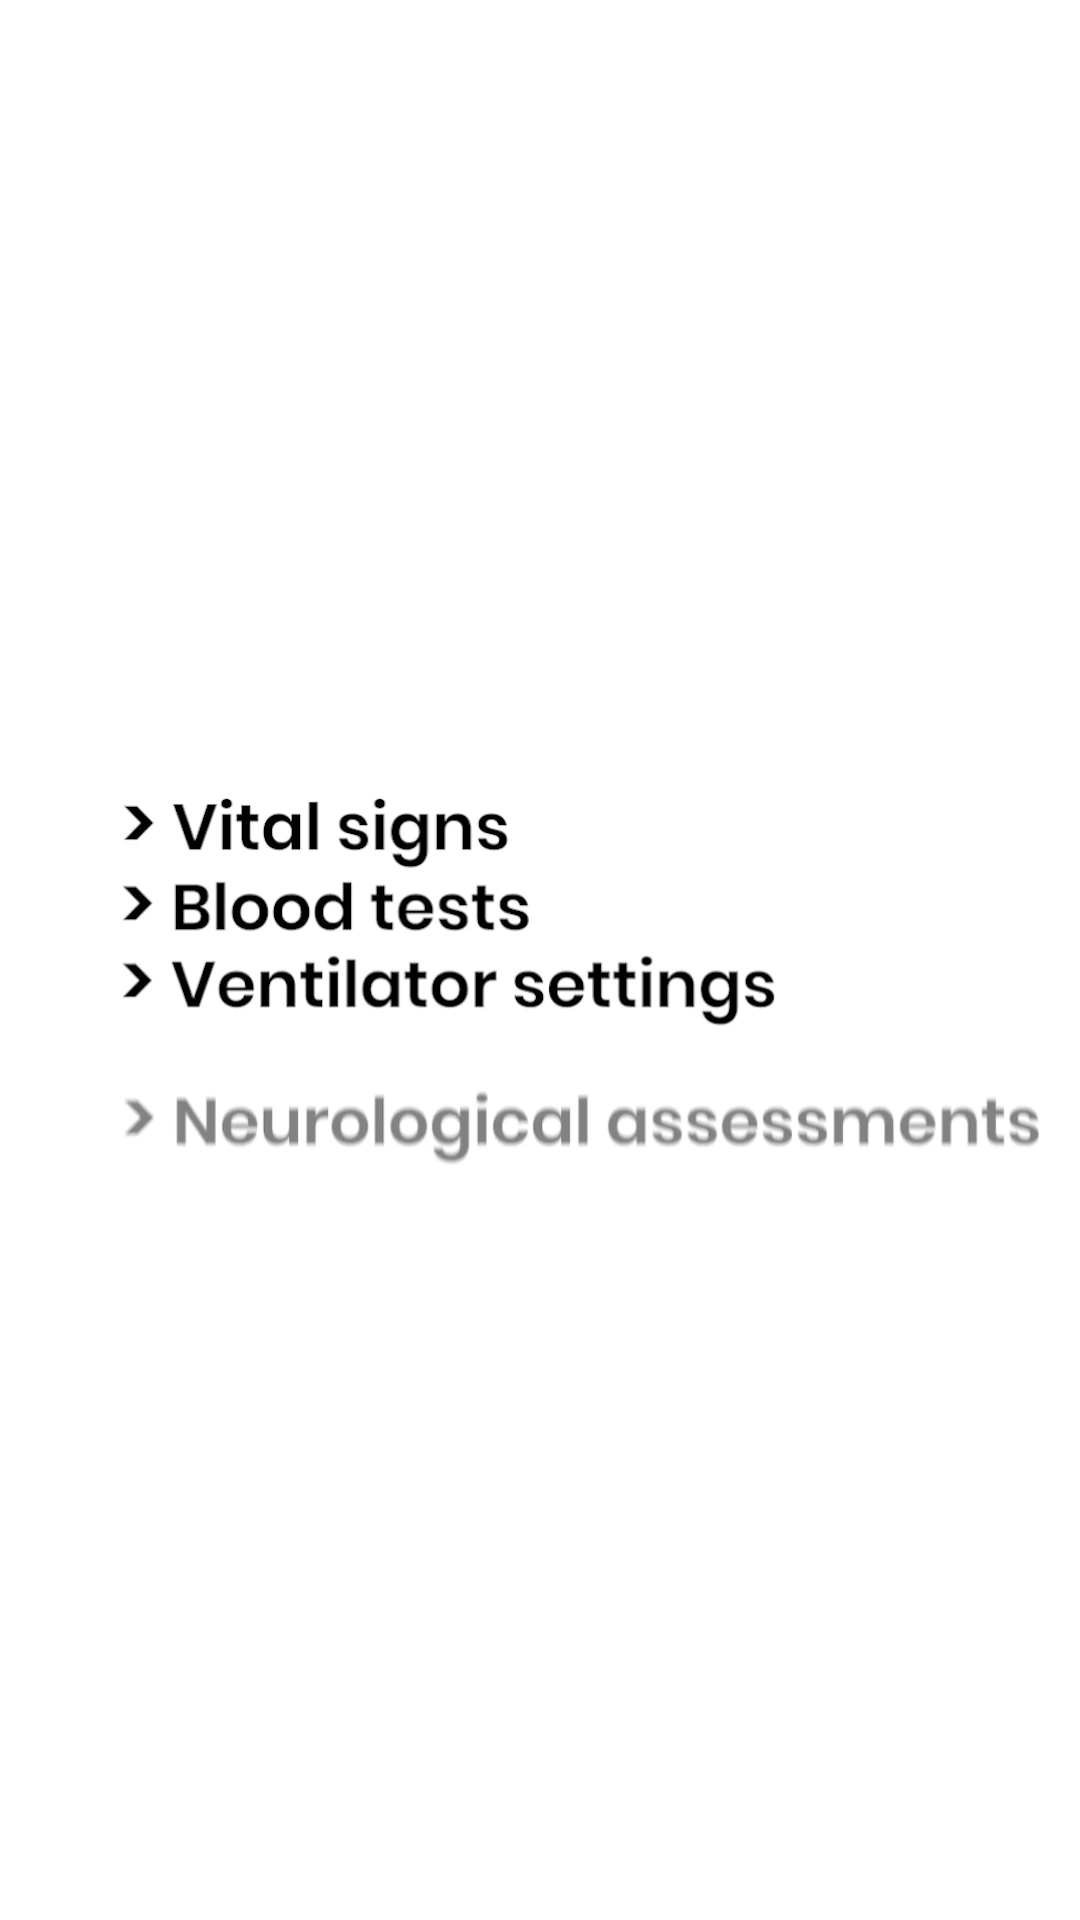 > Vital signs
> Blood tests
> Ventilator settings
> Neurological assessments